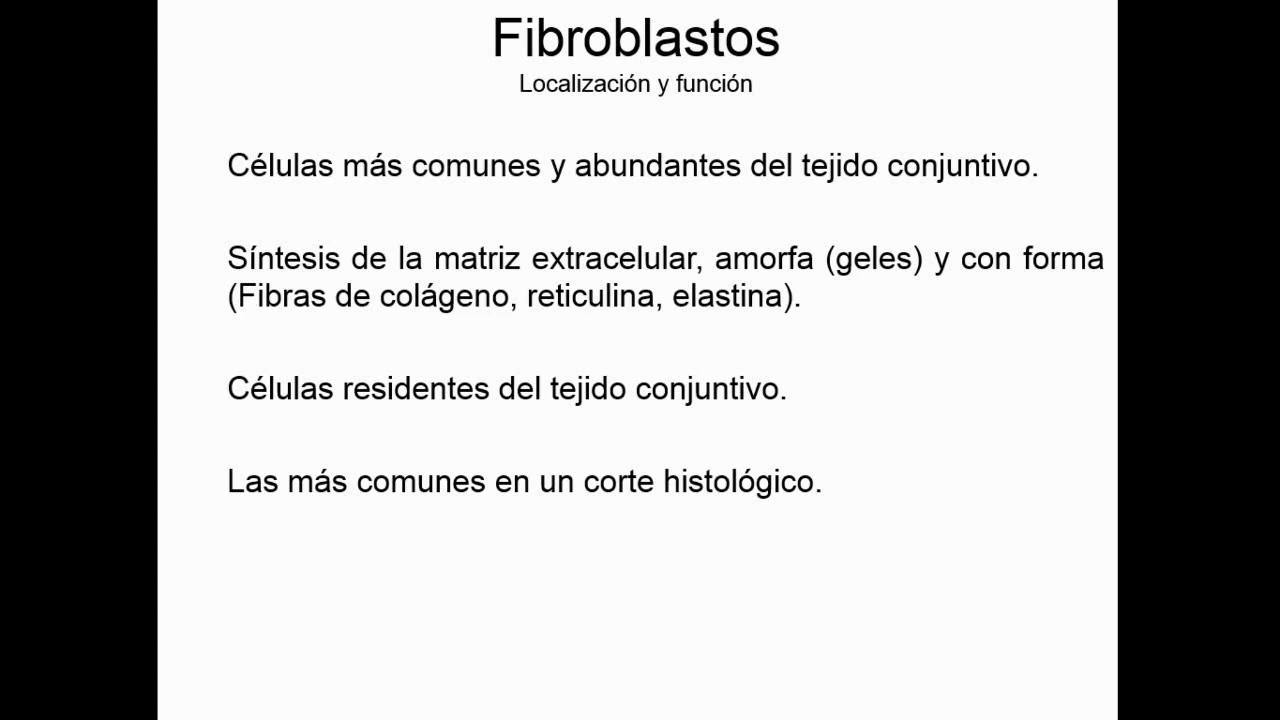 Fibroblastos
Localización y función
Células más comunes y abundantes del tejido conjuntivo.
Síntesis de la matriz extracelular, amorfa (geles) y con forma
(Fibras de colágeno, reticulina, elastina).
Células residentes del tejido conjuntivo.
Las más comunes en un corte histológico.